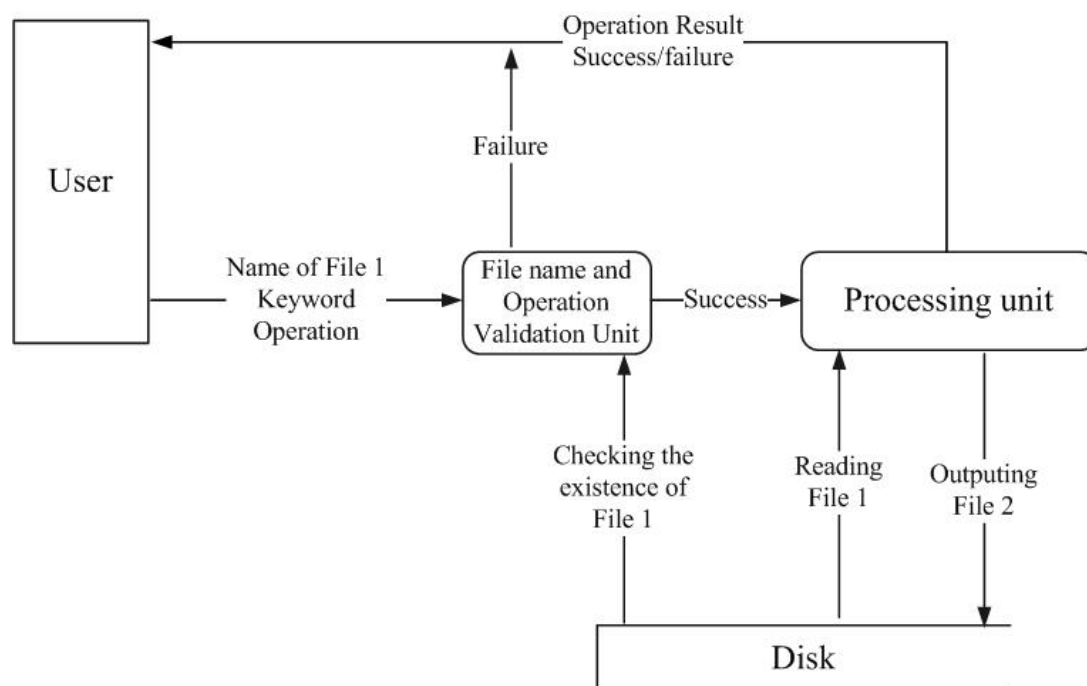 Operation Result
Success/failure
Failure
User
Name of File 1
Keyword
Operation
File name and
Operation
Validation Unit
Success
Processing unit
Checking the
existence of
File 1
Reading
File 1
Outputing
File 2
Disk